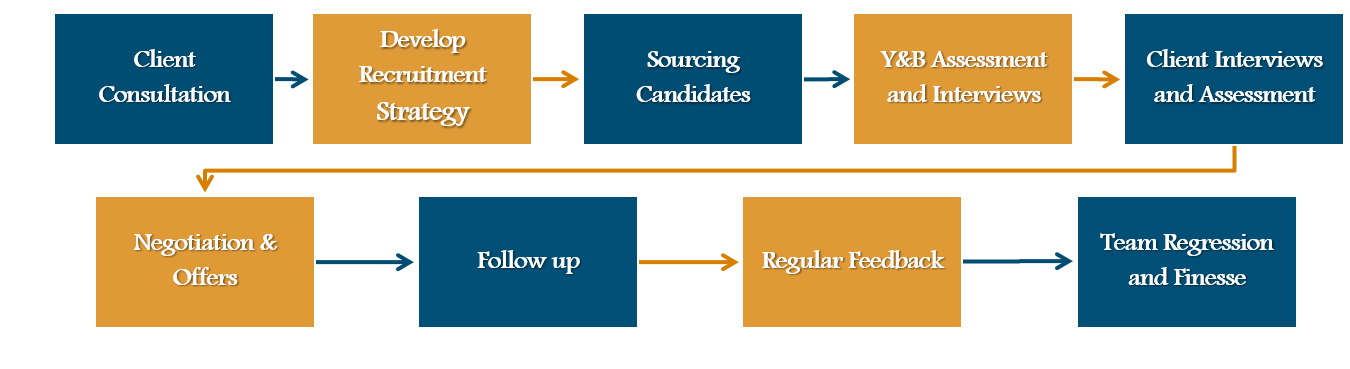 Client
Consultation
Develop
Recruitment
Strategy
Sourcing
Candidates
Y&B Assessment
and Interviews
Client Interviews
and Assessment
Negotiation &
Offers
Follow up
Regular Feedback
Team Regression
and Finesse